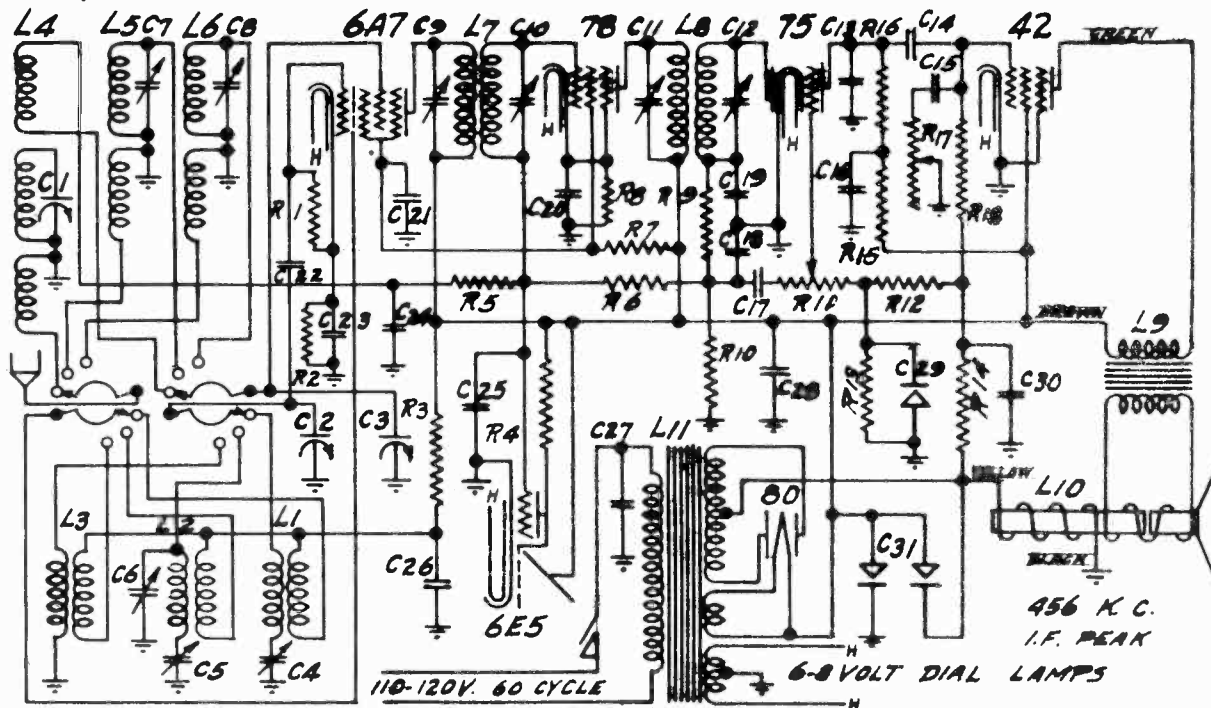 L4 L5 C7 L6 C8 6A7 C9 L7 C10 78 C11 L8 C12 75 C13 R16 C14 42
GREEN
C15
H H H H
R17
C1
R1 C21 C20 R8 R9 C19 C16 R18
R7 C18 R15
C22
R5 R6 C17 R11 R12
C23 C24
BROWN L9
R2 R10 C29
C25 C28 R13 R14 C30
C2 C3 R3 R4
C27 L11
YELLOW
H 80 L10
L3 L2 L1
C31
C6 C26 BLACK
6E5 456 K.C.
I.F. PEAK
C5 C4 H
110-120V. 60 CYCLE 6-8 VOLT DIAL LAMPS
H